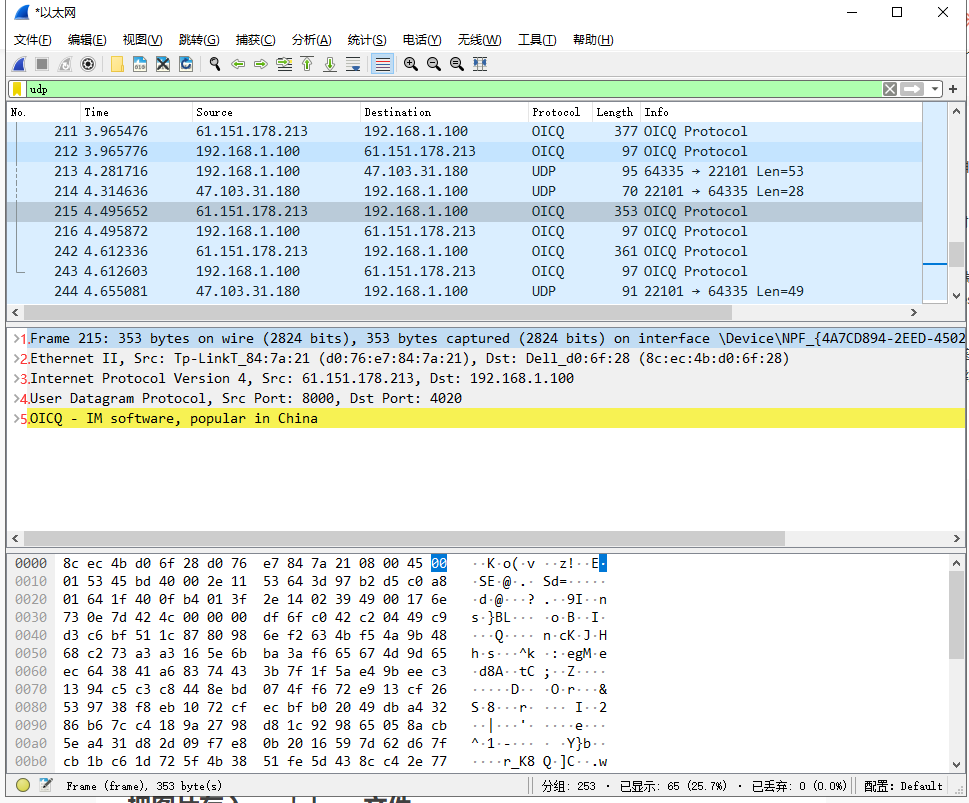 *以太网
文件(F) 编辑(E) 视图(V) 跳转(G) 捕获(C) 分析(A) 统计(S) 电话(Y) 无线(W) 工具(T) 帮助(H)
udp
No. Time Source Destination Protocol Length Info
211 3.965476 61.151.178.213 192.168.1.100 OICQ 377 OICQ Protocol
212 3.965776 192.168.1.100 61.151.178.213 OICQ 97 OICQ Protocol
213 4.281716 192.168.1.100 47.103.31.180 UDP 95 64335 → 22101 Len=53
214 4.314636 47.103.31.180 192.168.1.100 UDP 70 22101 → 64335 Len=28
215 4.495652 61.151.178.213 192.168.1.100 OICQ 353 OICQ Protocol
216 4.495872 192.168.1.100 61.151.178.213 OICQ 97 OICQ Protocol
242 4.612336 61.151.178.213 192.168.1.100 OICQ 361 OICQ Protocol
243 4.612603 192.168.1.100 61.151.178.213 OICQ 97 OICQ Protocol
244 4.655081 47.103.31.180 192.168.1.100 UDP 91 22101 → 64335 Len=49
1. Frame 215: 353 bytes on wire (2824 bits), 353 bytes captured (2824 bits) on interface \Device\NPF_{4A7CD894-2EED-4502
2. Ethernet II, Src: Tp-LinkT_84:7a:21 (d0:76:e7:84:7a:21), Dst: Dell_d0:6f:28 (8c:ec:4b:d0:6f:28)
3. Internet Protocol Version 4, Src: 61.151.178.213, Dst: 192.168.1.100
4. User Datagram Protocol, Src Port: 8000, Dst Port: 4020
5. OICQ - IM software, popular in China
0000 8c ec 4b d0 6f 28 d0 76 e7 84 7a 21 08 00 45 00 ··K·o(·v ··z!··E·
0010 01 53 45 bd 40 00 2e 11 53 64 3d 97 b2 d5 c0 a8 ·SE·@·.· Sd=·····
0020 01 64 1f 40 0f b4 01 3f 2e 14 02 39 49 00 17 6e ·d·@···? .··9I··n
0030 73 0e 7d 42 4c 00 00 00 df 6f c0 42 c2 04 49 c9 s·}BL··· ·o·B··I·
0040 d3 c6 bf 51 1c 87 80 98 6e f2 63 4b f5 4a 9b 48 ···Q···· n·cK·J·H
0050 68 c2 73 a3 a3 16 5e 6b ba 3a f6 65 67 4d 9d 65 h·s···^k ·:·egM·e
0060 ec 64 38 41 a6 83 74 43 3b 7f 1f 5a e4 9b ee c3 ·d8A··tC ;··Z····
0070 13 94 c5 c3 c8 44 8e bd 07 4f f6 72 e9 13 cf 26 ·····D·· ·O·r···&
0080 53 97 38 f8 eb 10 72 cf ec bf b0 20 49 db a4 32 S·8···r· ··· I··2
0090 86 b6 7c c4 18 9a 27 98 d8 1c 92 98 65 05 8a cb ··|···'· ····e···
00a0 5e a4 31 d8 2d 09 f7 e8 0b 20 16 59 7d 62 d6 7f ^·1·-··· · ·Y}b··
00b0 cb 1b c6 1d 72 5f 4b 38 51 fe 5d 43 8c c4 2e 77 ····r_K8 Q·]C··.w
Frame (frame), 353 byte(s) 分组: 253 · 已显示: 65 (25.7%) · 已丢弃: 0 (0.0%) 配置: Default